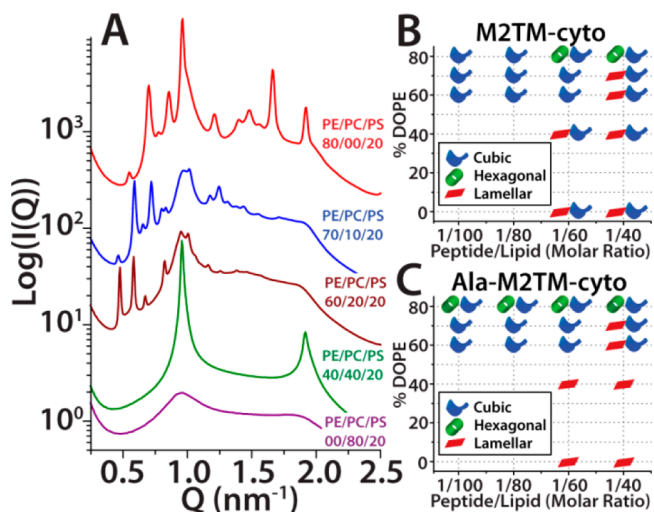 A
Log(I(Q))
10³
10²
10¹
10⁰
PE/PC/PS
80/00/20
PE/PC/PS
70/10/20
PE/PC/PS
60/20/20
PE/PC/PS
40/40/20
PE/PC/PS
00/80/20
0.5 1.0 1.5 2.0 2.5
Q (nm⁻¹)
B M2TM-cyto
% DOPE
80
60
40
20
0
Cubic
Hexagonal
Lamellar
1/100 1/80 1/60 1/40
Peptide/Lipid (Molar Ratio)
C Ala-M2TM-cyto
% DOPE
80
60
40
20
0
Cubic
Hexagonal
Lamellar
1/100 1/80 1/60 1/40
Peptide/Lipid (Molar Ratio)